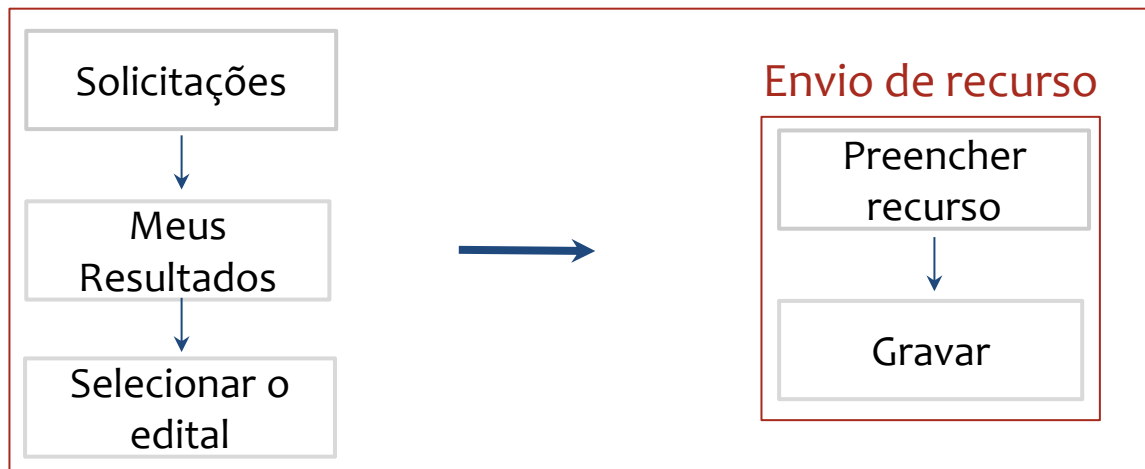 Solicitações
Meus
Resultados
Selecionar o
edital
Envio de recurso
Preencher
recurso
Gravar